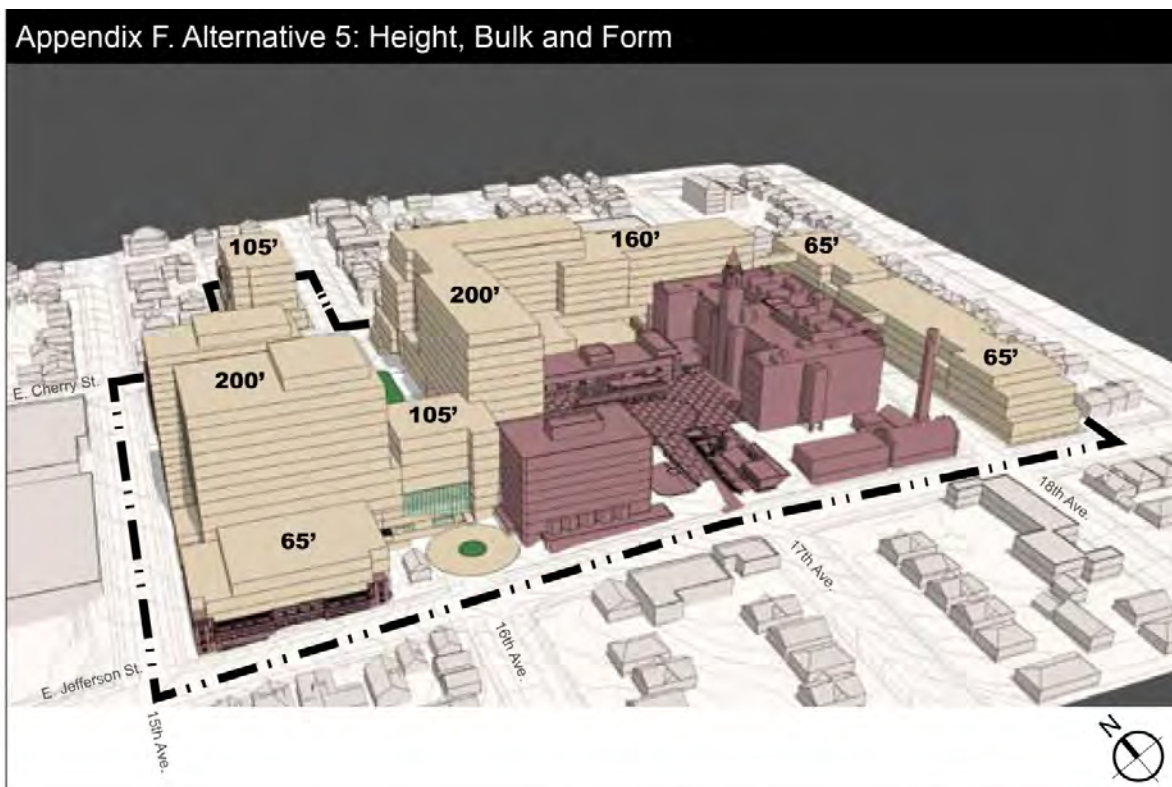 Appendix F. Alternative 5: Height, Bulk and Form
105'
160'
65'
200'
65'
E. Cherry St.
200'
105'
18th Ave.
65'
17th Ave.
16th Ave.
E. Jefferson St.
15th Ave.
N